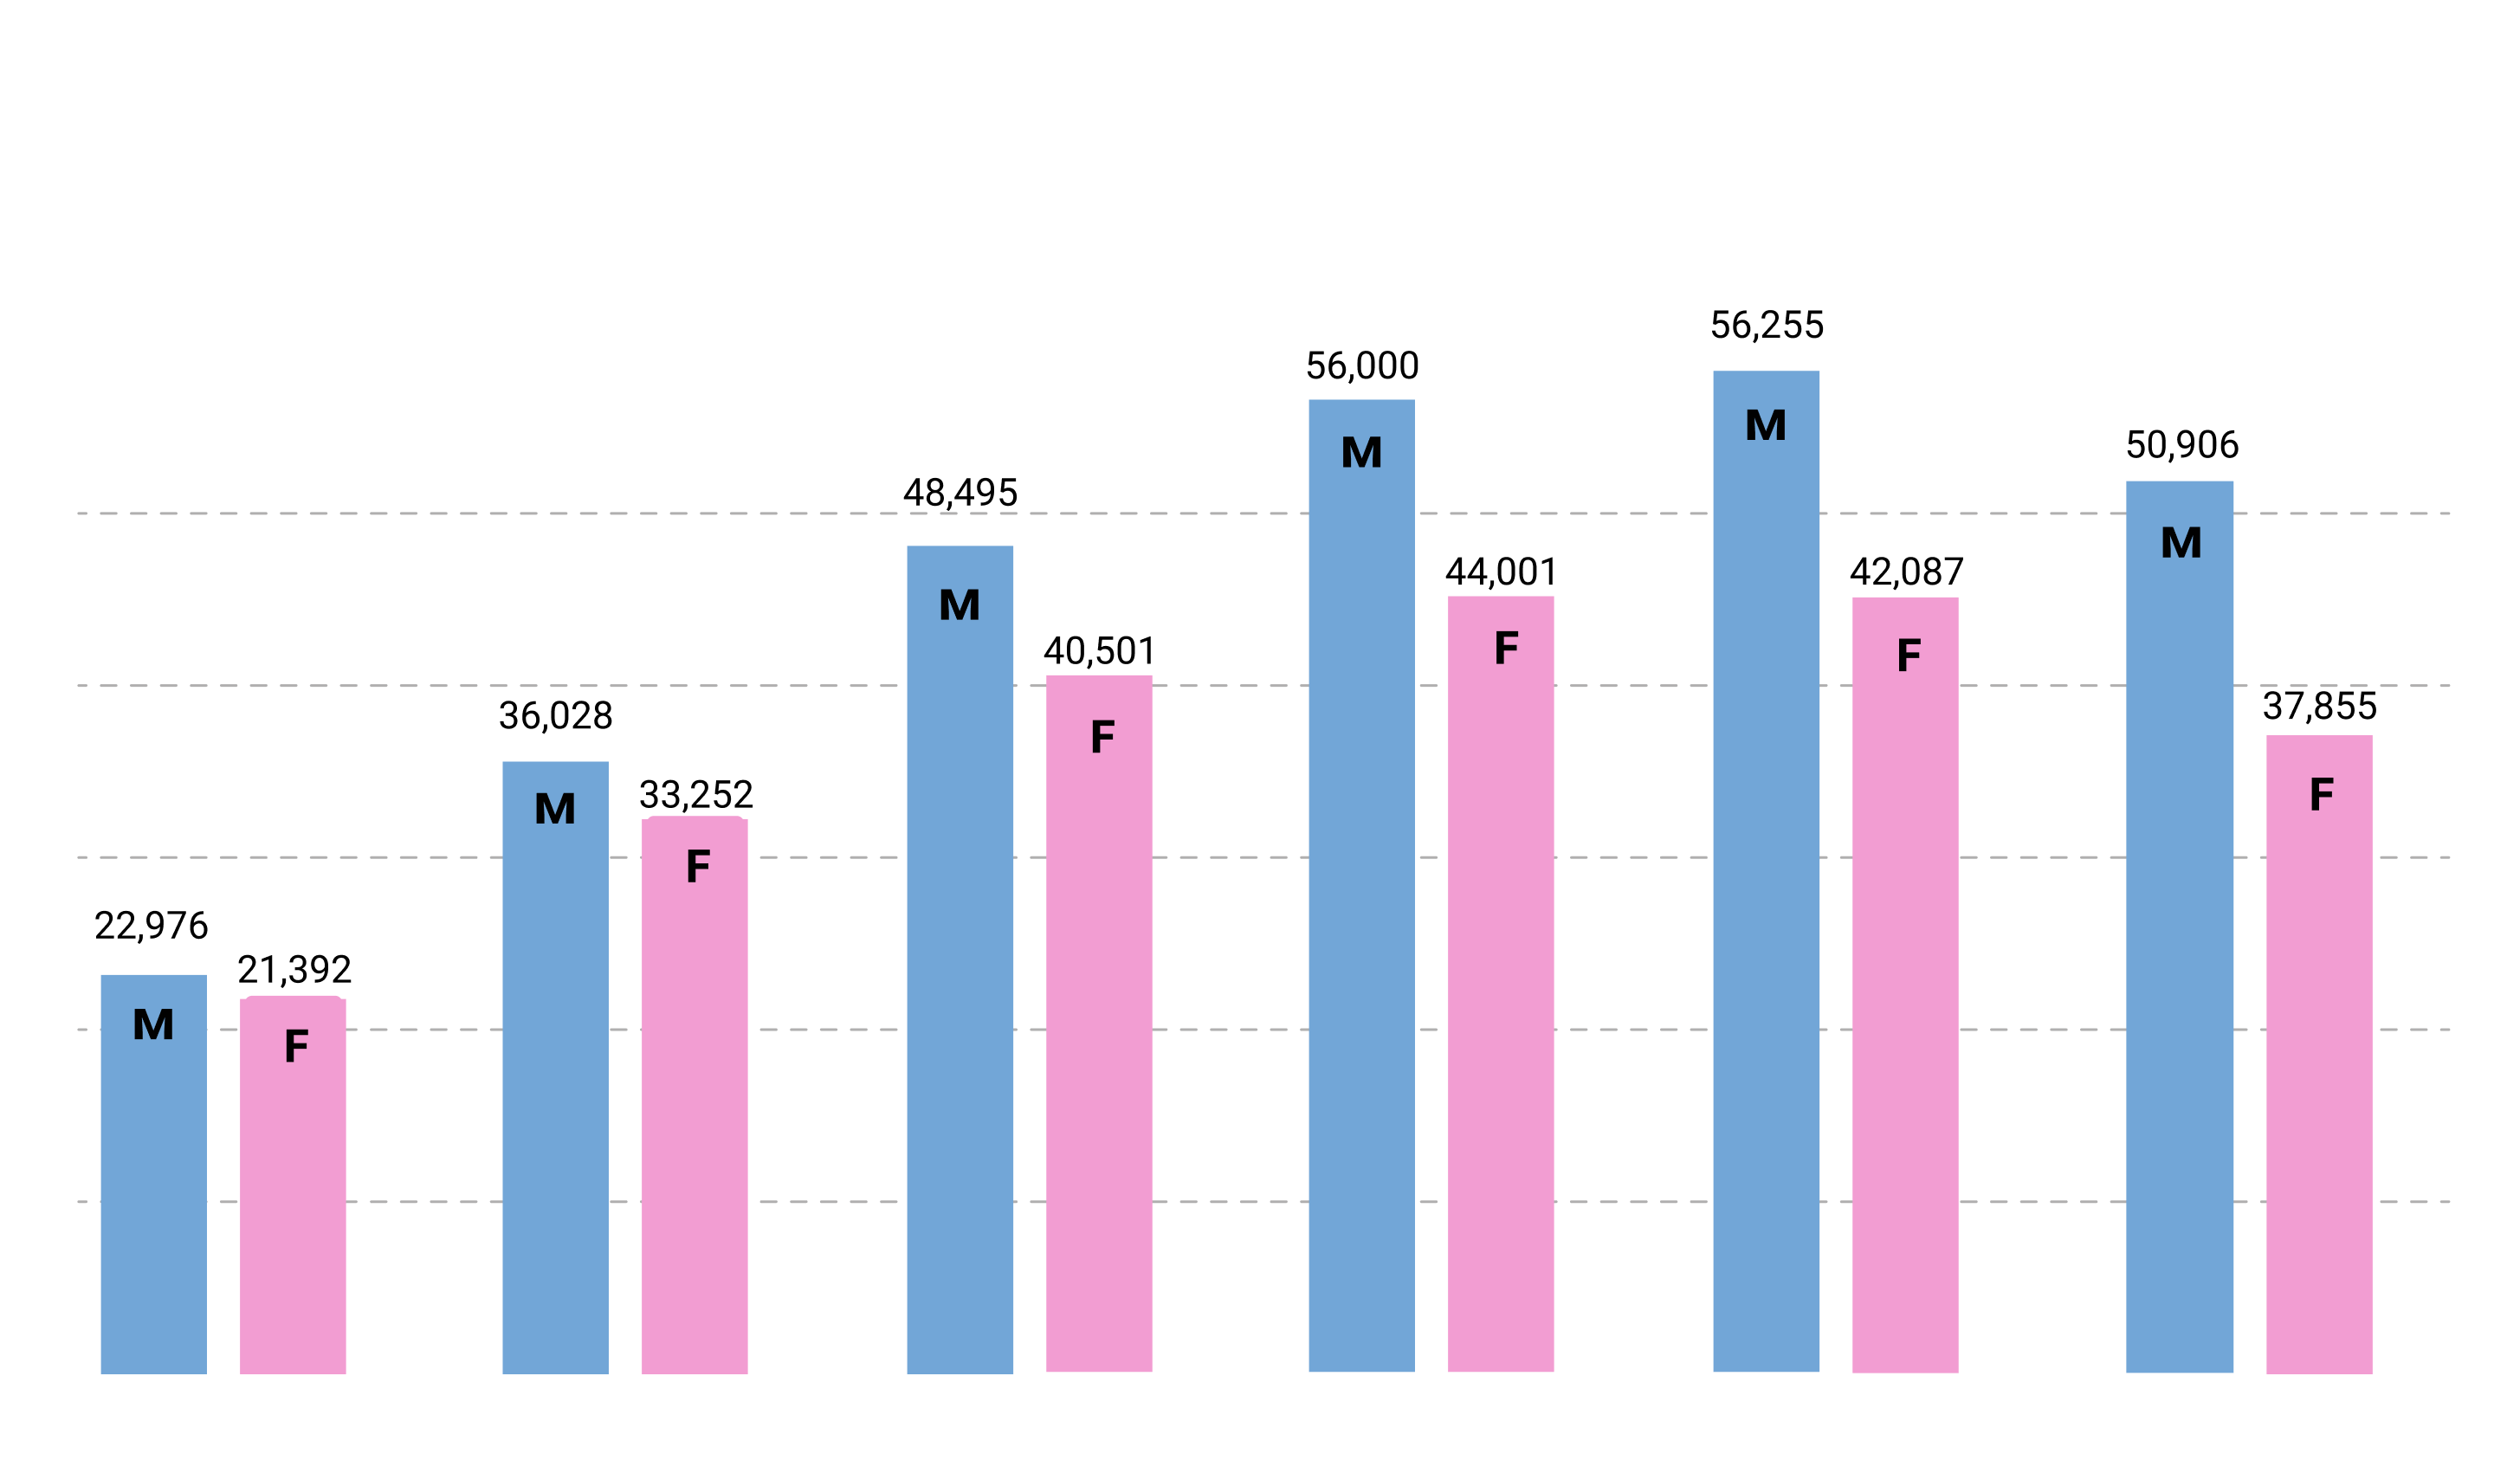 22,976
M
21,392
F
36,028
M
33,252
F
48,495
M
40,501
F
56,000
M
44,001
F
56,255
M
42,087
F
50,906
M
37,855
F